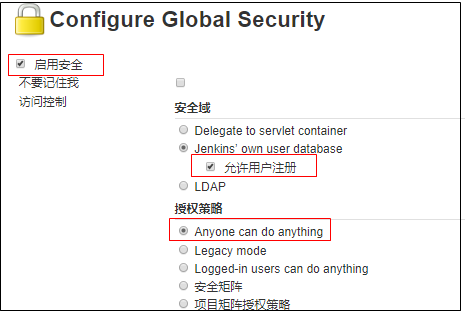 Configure Global Security
启用安全
不要记住我
访问控制
安全域
Delegate to servlet container
Jenkins' own user database
允许用户注册
LDAP
授权策略
Anyone can do anything
Legacy mode
Logged-in users can do anything
安全矩阵
项目矩阵授权策略